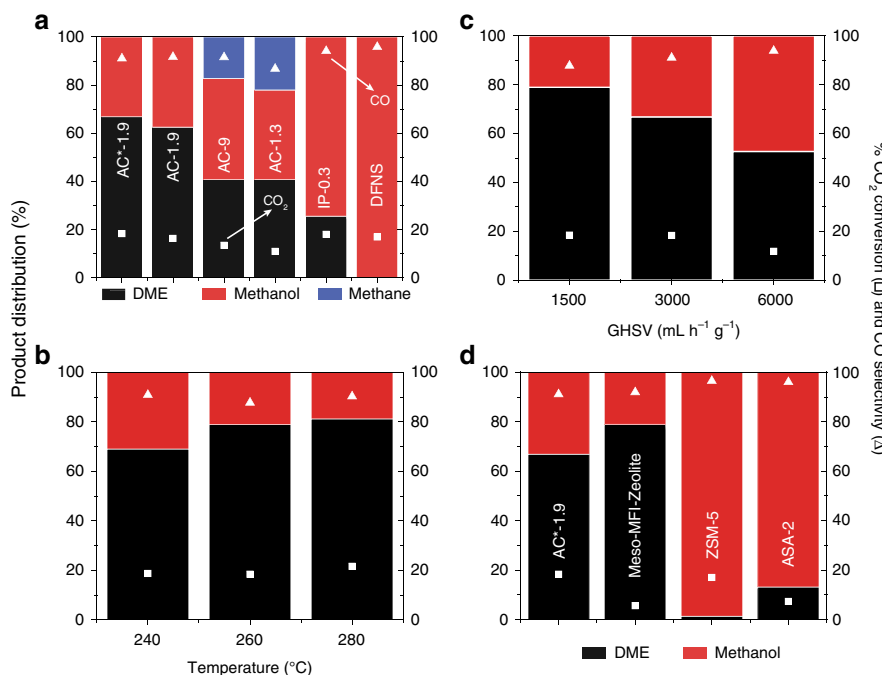 a
100
80
60
40
20
0
Product distribution (%)
AC*-1.9
AC-1.9
AC-9
AC-1.3
IP-0.3
DFNS
CO₂
CO
100
80
60
40
20
0
DME
Methanol
Methane
c
100
80
60
40
20
0
100
80
60
40
20
0
1500
3000
6000
GHSV (mL h⁻¹ g⁻¹)
% CO₂ conversion (□) and CO selectivity (Δ)
b
100
80
60
40
20
0
100
80
60
40
20
0
240
260
280
Temperature (°C)
d
100
80
60
40
20
0
AC*-1.9
Meso-MFI-Zeolite
ZSM-5
ASA-2
100
80
60
40
20
0
DME
Methanol